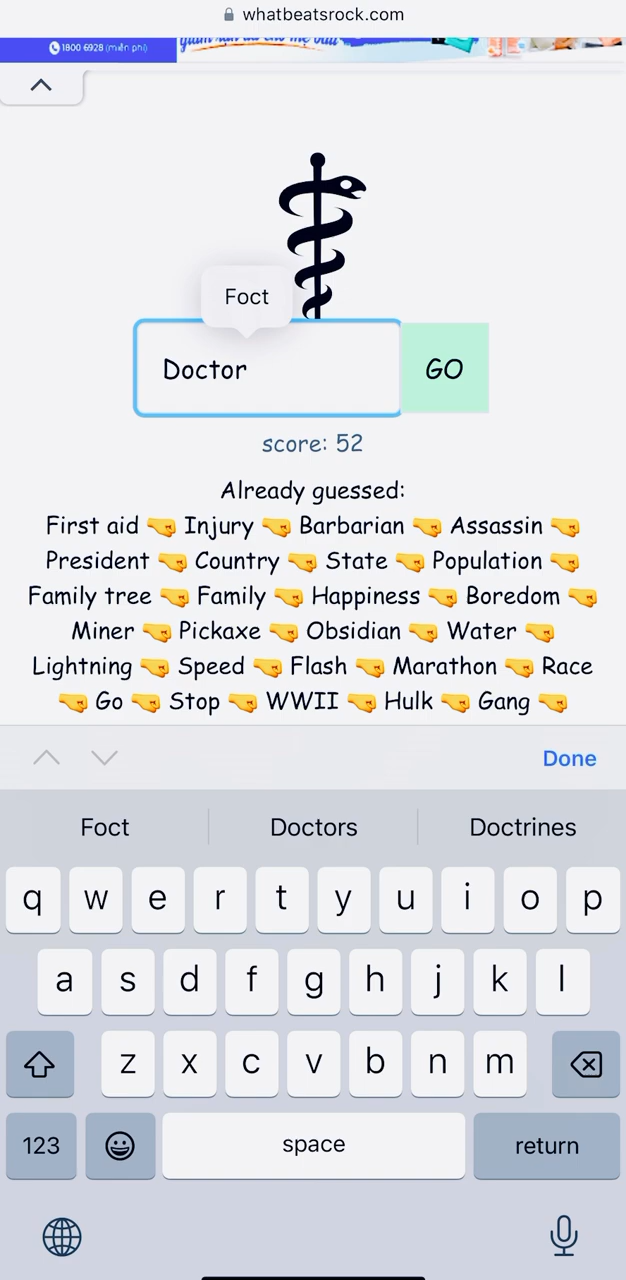 whatbeatsrock.com
1800 6928 (miễn phí)
Foct
Doctor
GO
score: 52
Already guessed:
First aid 🤜 Injury 🤜 Barbarian 🤜 Assassin 🤜
President 🤜 Country 🤜 State 🤜 Population 🤜
Family tree 🤜 Family 🤜 Happiness 🤜 Boredom 🤜
Miner 🤜 Pickaxe 🤜 Obsidian 🤜 Water 🤜
Lightning 🤜 Speed 🤜 Flash 🤜 Marathon 🤜 Race
🤜 Go 🤜 Stop 🤜 WWII 🤜 Hulk 🤜 Gang 🤜
Done
Foct Doctors Doctrines
q w e r t y u i o p
a s d f g h j k l
z x c v b n m
123 space return